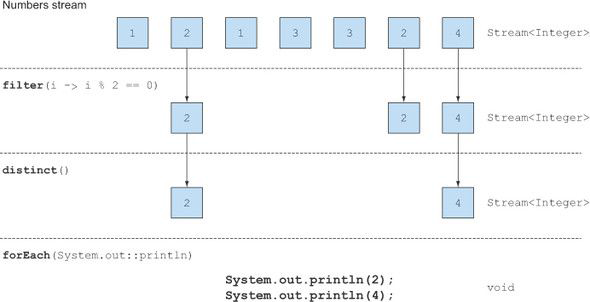 Numbers stream
1 2 1 3 3 2 4 Stream<Integer>
filter(i -> i % 2 == 0)
2 2 4 Stream<Integer>
distinct()
2 4 Stream<Integer>
forEach(System.out::println)
System.out.println(2);
System.out.println(4);
void